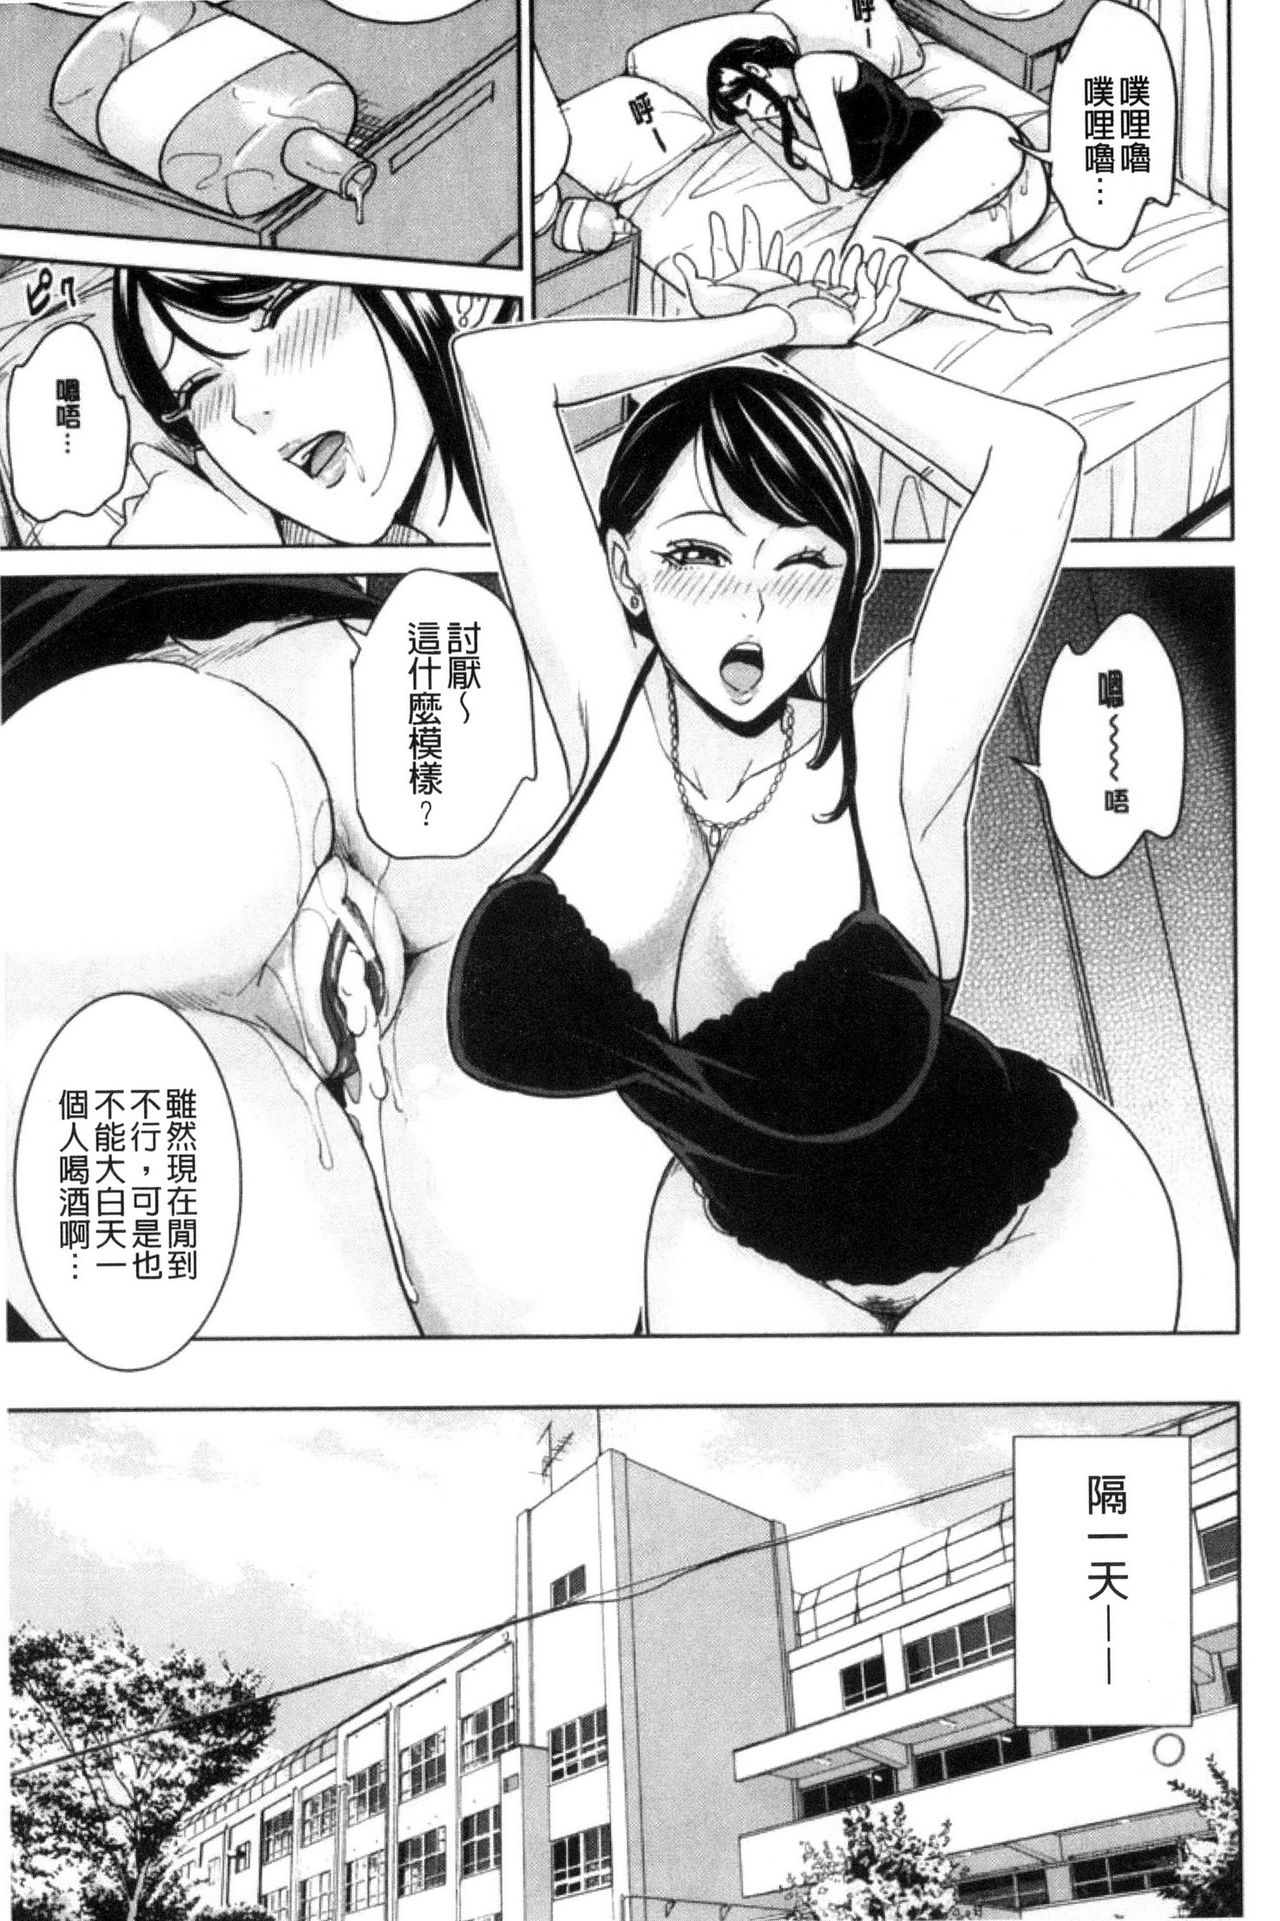 噗哩嚕
噗哩嚕…
呼ー
呼ー
ピク
嗯唔…
嗯～～～唔
討厭～
這什麼模樣?
雖然現在閒到
不行，可是也
不能大白天一
個人喝酒啊…
隔一天——